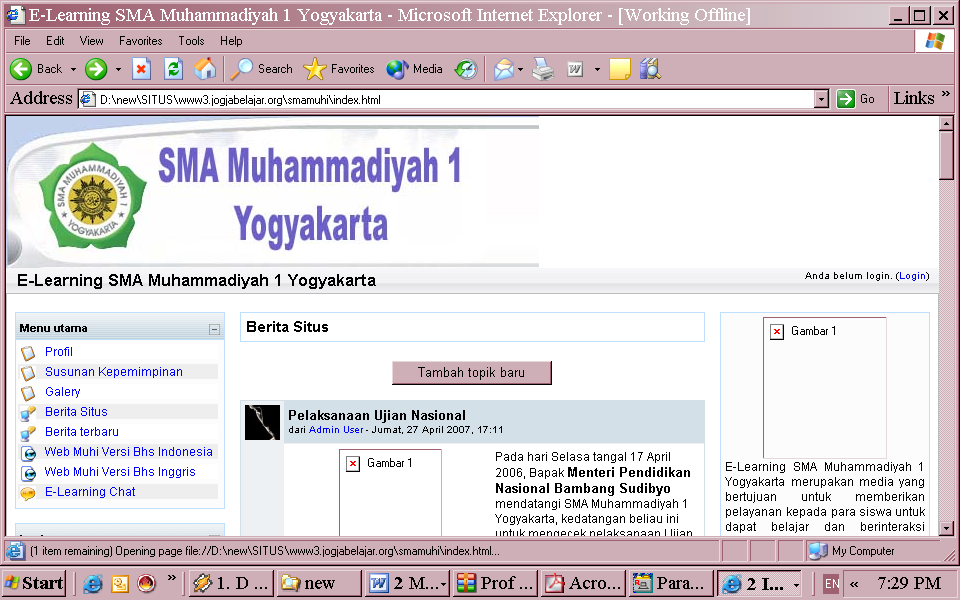 E-Learning SMA Muhammadiyah 1 Yogyakarta - Microsoft Internet Explorer - [Working Offline]
File Edit View Favorites Tools Help
Back Search Favorites Media
Address D:\new\SITUS\www3.jogjabelajar.org\smamuhi\index.html Go Links »
SMA MUHAMMADIYAH 1
YOGYAKARTA
SMA Muhammadiyah 1
Yogyakarta
E-Learning SMA Muhammadiyah 1 Yogyakarta
Anda belum login. (Login)
Menu utama
Profil
Susunan Kepemimpinan
Galery
Berita Situs
Berita terbaru
Web Muhi Versi Bhs Indonesia
Web Muhi Versi Bhs Inggris
E-Learning Chat
Berita Situs
Tambah topik baru
Pelaksanaan Ujian Nasional
dari Admin User - Jumat, 27 April 2007, 17:11
Gambar 1
Pada hari Selasa tangal 17 April
2006, Bapak Menteri Pendidikan
Nasional Bambang Sudibyo
mendatangi SMA Muhammadiyah 1
Yogyakarta, kedatangan beliau ini
untuk mengecek pelaksanaan Ujian
Gambar 1
E-Learning SMA Muhammadiyah 1
Yogyakarta merupakan media yang
bertujuan untuk memberikan
pelayanan kepada para siswa untuk
dapat belajar dan berinteraksi
(1 item remaining) Opening page file://D:\new\SITUS\www3.jogjabelajar.org\smamuhi\index.html... My Computer
Start » 1. D ... new 2 M... Prof ... Acro... Para... 2 I... EN « 7:29 PM